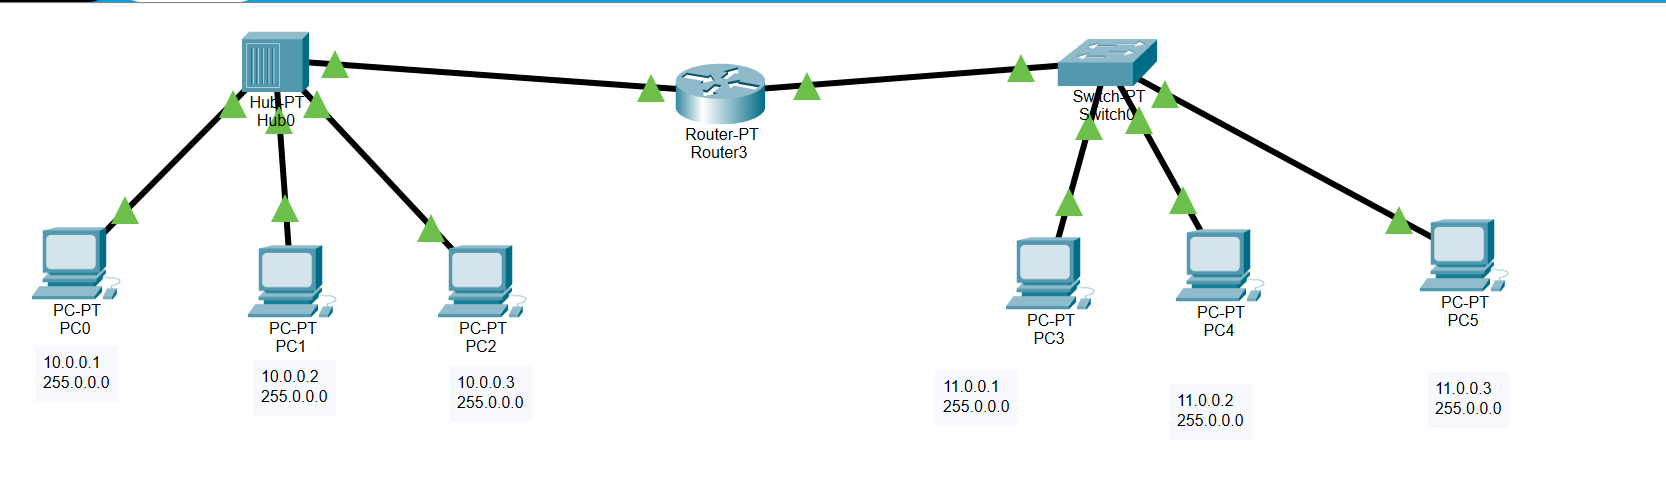 Hub-PT
Hub0
Router-PT
Router3
Switch-PT
Switch0
PC-PT
PC0
10.0.0.1
255.0.0.0
PC-PT
PC1
10.0.0.2
255.0.0.0
PC-PT
PC2
10.0.0.3
255.0.0.0
PC-PT
PC3
11.0.0.1
255.0.0.0
PC-PT
PC4
11.0.0.2
255.0.0.0
PC-PT
PC5
11.0.0.3
255.0.0.0